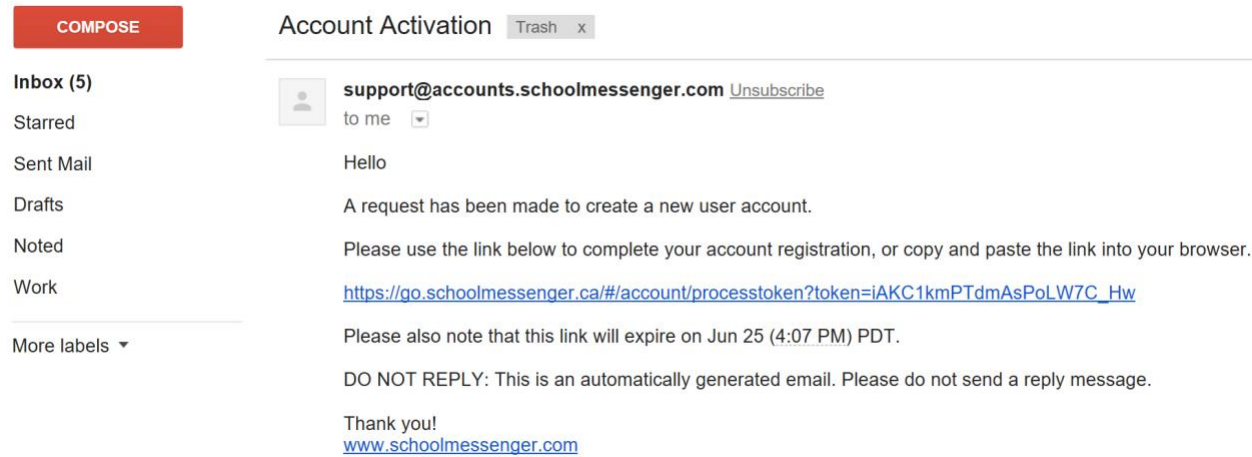 COMPOSE
Inbox (5)
Starred
Sent Mail
Drafts
Noted
Work
More labels
Account Activation
Trash x
support@accounts.schoolmessenger.com Unsubscribe
to me
Hello
A request has been made to create a new user account.
Please use the link below to complete your account registration, or copy and paste the link into your browser.
https://go.schoolmessenger.ca/#/account/processtoken?token=iAKC1kmPTdmAsPoLW7C_Hw
Please also note that this link will expire on Jun 25 (4:07 PM) PDT.
DO NOT REPLY: This is an automatically generated email. Please do not send a reply message.
Thank you!
www.schoolmessenger.com